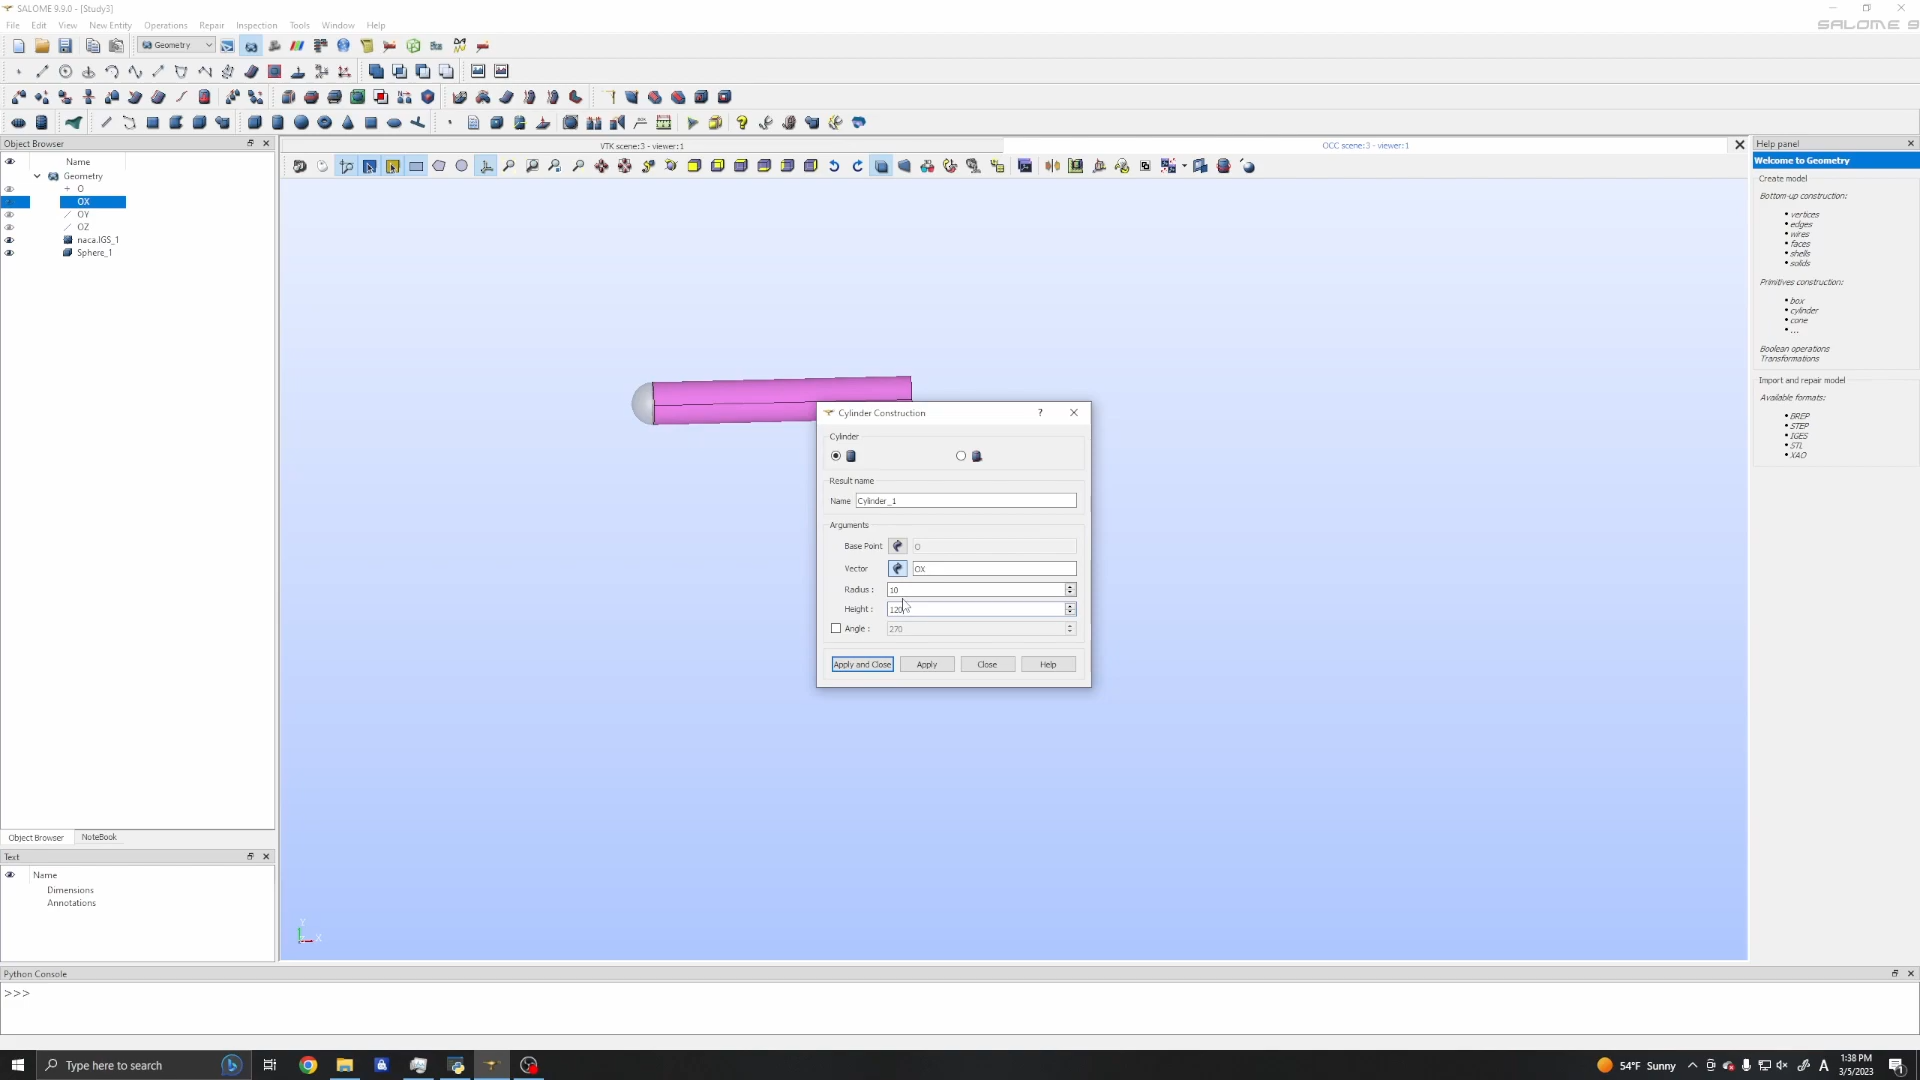 SALOME 9.9.0 - [Study3]
File Edit View New Entity Operations Repair Inspection Tools Window Help
SALOME 9
Geometry
Object Browser
VTK scene:3 - viewer:1
OCC scene:3 - viewer:1
Help panel
Name
Geometry
O
OX
OY
OZ
naca.IGS_1
Sphere_1
Welcome to Geometry
Create model
Bottom-up construction:
vertices
edges
wires
faces
shells
solids
Primitives construction:
box
cylinder
cone
...
Boolean operations
Transformations
Import and repair model
Available formats:
BREP
STEP
IGES
STL
XAO
Cylinder Construction
?
Cylinder
Result name
Name Cylinder_1
Arguments
Base Point O
Vector OX
Radius : 10
Height : 120
Angle : 270
Apply and Close Apply Close Help
Object Browser NoteBook
Text
Name
Dimensions
Annotations
Y
Z X
Python Console
>>>
Type here to search
54°F Sunny
A
1:38 PM
3/5/2023
1